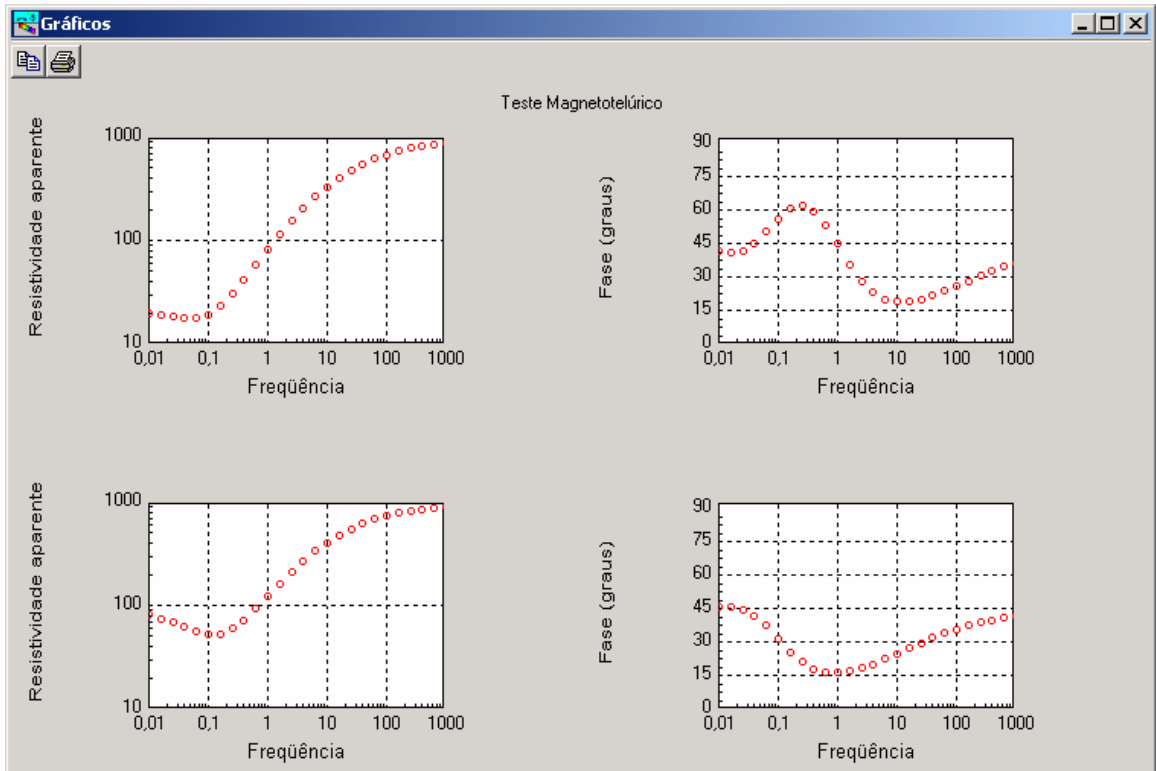 Gráficos
Teste Magnetotelúrico
Resistividade aparente
1000
100
10
0,01 0,1 1 10 100 1000
Freqüência
Fase (graus)
90
75
60
45
30
15
0
0,01 0,1 1 10 100 1000
Freqüência
Resistividade aparente
1000
100
10
0,01 0,1 1 10 100 1000
Freqüência
Fase (graus)
90
75
60
45
30
15
0
0,01 0,1 1 10 100 1000
Freqüência